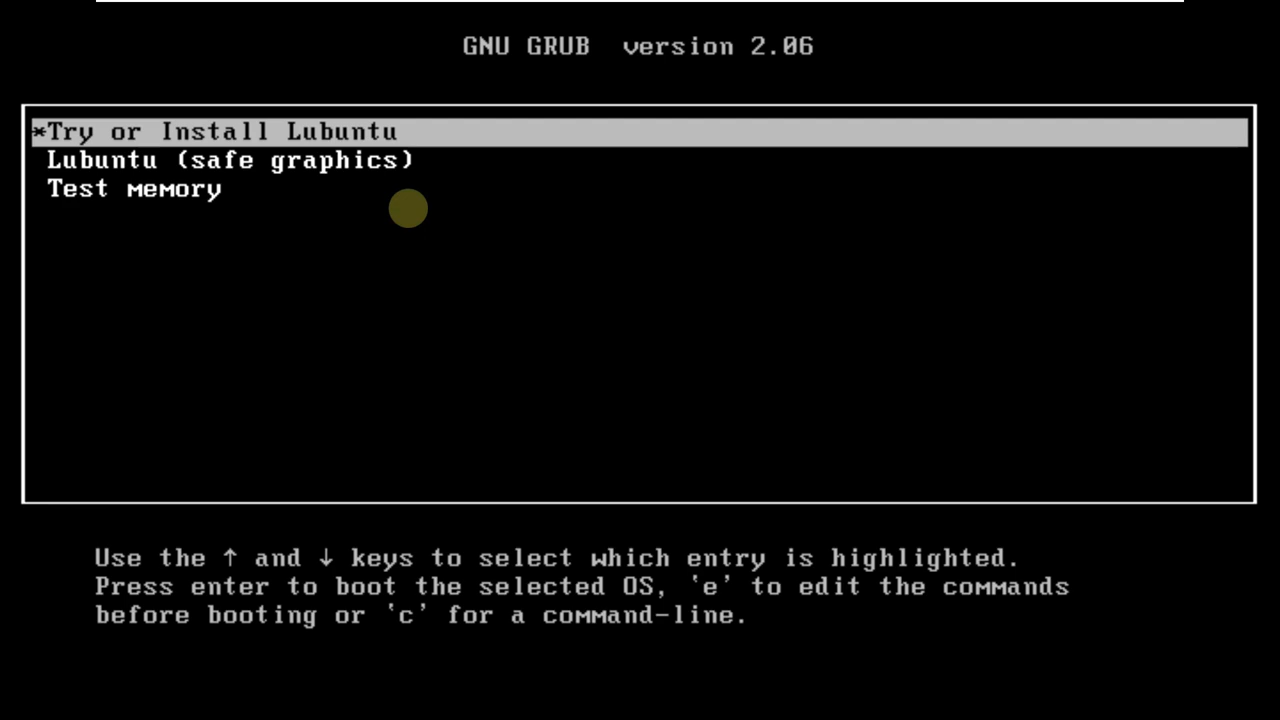 GNU GRUB  version 2.06
*Try or Install Lubuntu
Lubuntu (safe graphics)
Test memory
Use the ↑ and ↓ keys to select which entry is highlighted.
Press enter to boot the selected OS, `e' to edit the commands
before booting or `c' for a command-line.